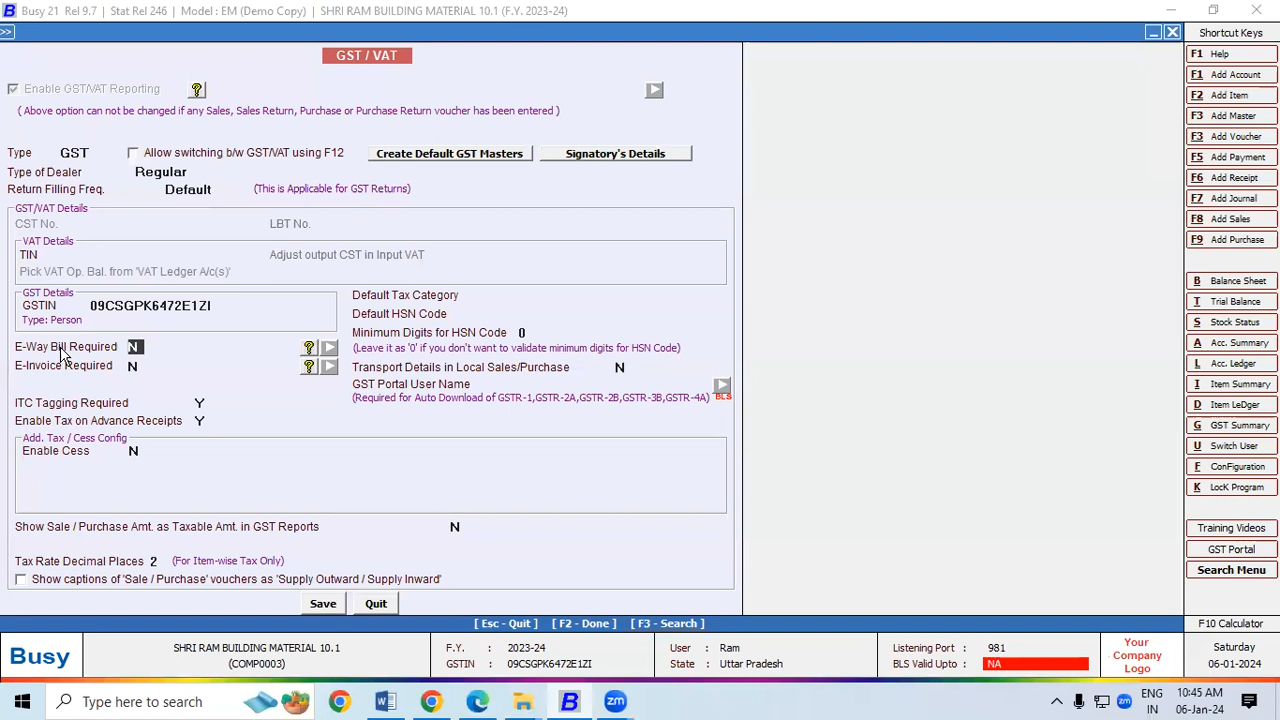 Busy 21 Rel 9.7 | Stat Rel 246 | Model : EM (Demo Copy) | SHRI RAM BUILDING MATERIAL 10.1 (F.Y. 2023-24)
>>
GST / VAT
Enable GST/VAT Reporting ?
( Above option can not be changed if any Sales, Sales Return, Purchase or Purchase Return voucher has been entered )
Type GST Allow switching b/w GST/VAT using F12 Create Default GST Masters Signatory's Details
Type of Dealer Regular
Return Filling Freq. Default (This is Applicable for GST Returns)
GST/VAT Details
CST No. LBT No.
VAT Details
TIN Adjust output CST in Input VAT
Pick VAT Op. Bal. from 'VAT Ledger A/c(s)'
GST Details
GSTIN 09CSGPK6472E1ZI
Type: Person
E-Way Bill Required N ?
E-Invoice Required N ?
Default Tax Category
Default HSN Code
Minimum Digits for HSN Code 0
(Leave it as '0' if you don't want to validate minimum digits for HSN Code)
Transport Details in Local Sales/Purchase N
GST Portal User Name
(Required for Auto Download of GSTR-1,GSTR-2A,GSTR-2B,GSTR-3B,GSTR-4A) BLS
ITC Tagging Required Y
Enable Tax on Advance Receipts Y
Add. Tax / Cess Config
Enable Cess N
Show Sale / Purchase Amt. as Taxable Amt. in GST Reports N
Tax Rate Decimal Places 2 (For Item-wise Tax Only)
Show captions of 'Sale / Purchase' vouchers as 'Supply Outward / Supply Inward'
Save Quit
[ Esc - Quit ] [ F2 - Done ] [ F3 - Search ]
Shortcut Keys
F1 Help
F1 Add Account
F2 Add Item
F3 Add Master
F3 Add Voucher
F5 Add Payment
F6 Add Receipt
F7 Add Journal
F8 Add Sales
F9 Add Purchase
B Balance Sheet
T Trial Balance
S Stock Status
A Acc. Summary
L Acc. Ledger
I Item Summary
D Item LeDger
G GST Summary
U Switch User
F ConFiguration
K LocK Program
Training Videos
GST Portal
Search Menu
F10 Calculator
Busy
SHRI RAM BUILDING MATERIAL 10.1
(COMP0003)
F.Y. : 2023-24
GSTIN : 09CSGPK6472E1ZI
User : Ram
State : Uttar Pradesh
Listening Port : 981
BLS Valid Upto : NA
Your
Company
Logo
Saturday
06-01-2024
Type here to search
B
zm
zm
ENG
IN
10:45 AM
06-Jan-24